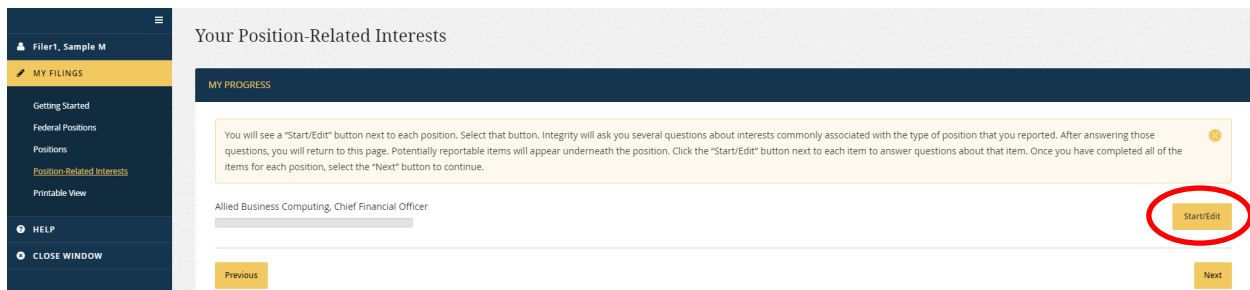 Filer1, Sample M
MY FILINGS
Getting Started
Federal Positions
Positions
Position-Related Interests
Printable View
HELP
CLOSE WINDOW
Your Position-Related Interests
MY PROGRESS
You will see a “Start/Edit” button next to each position. Select that button. Integrity will ask you several questions about interests commonly associated with the type of position that you reported. After answering those
questions, you will return to this page. Potentially reportable items will appear underneath the position. Click the “Start/Edit” button next to each item to answer questions about that item. Once you have completed all of the
items for each position, select the “Next” button to continue.
Allied Business Computing, Chief Financial Officer
Start/Edit
Previous
Next